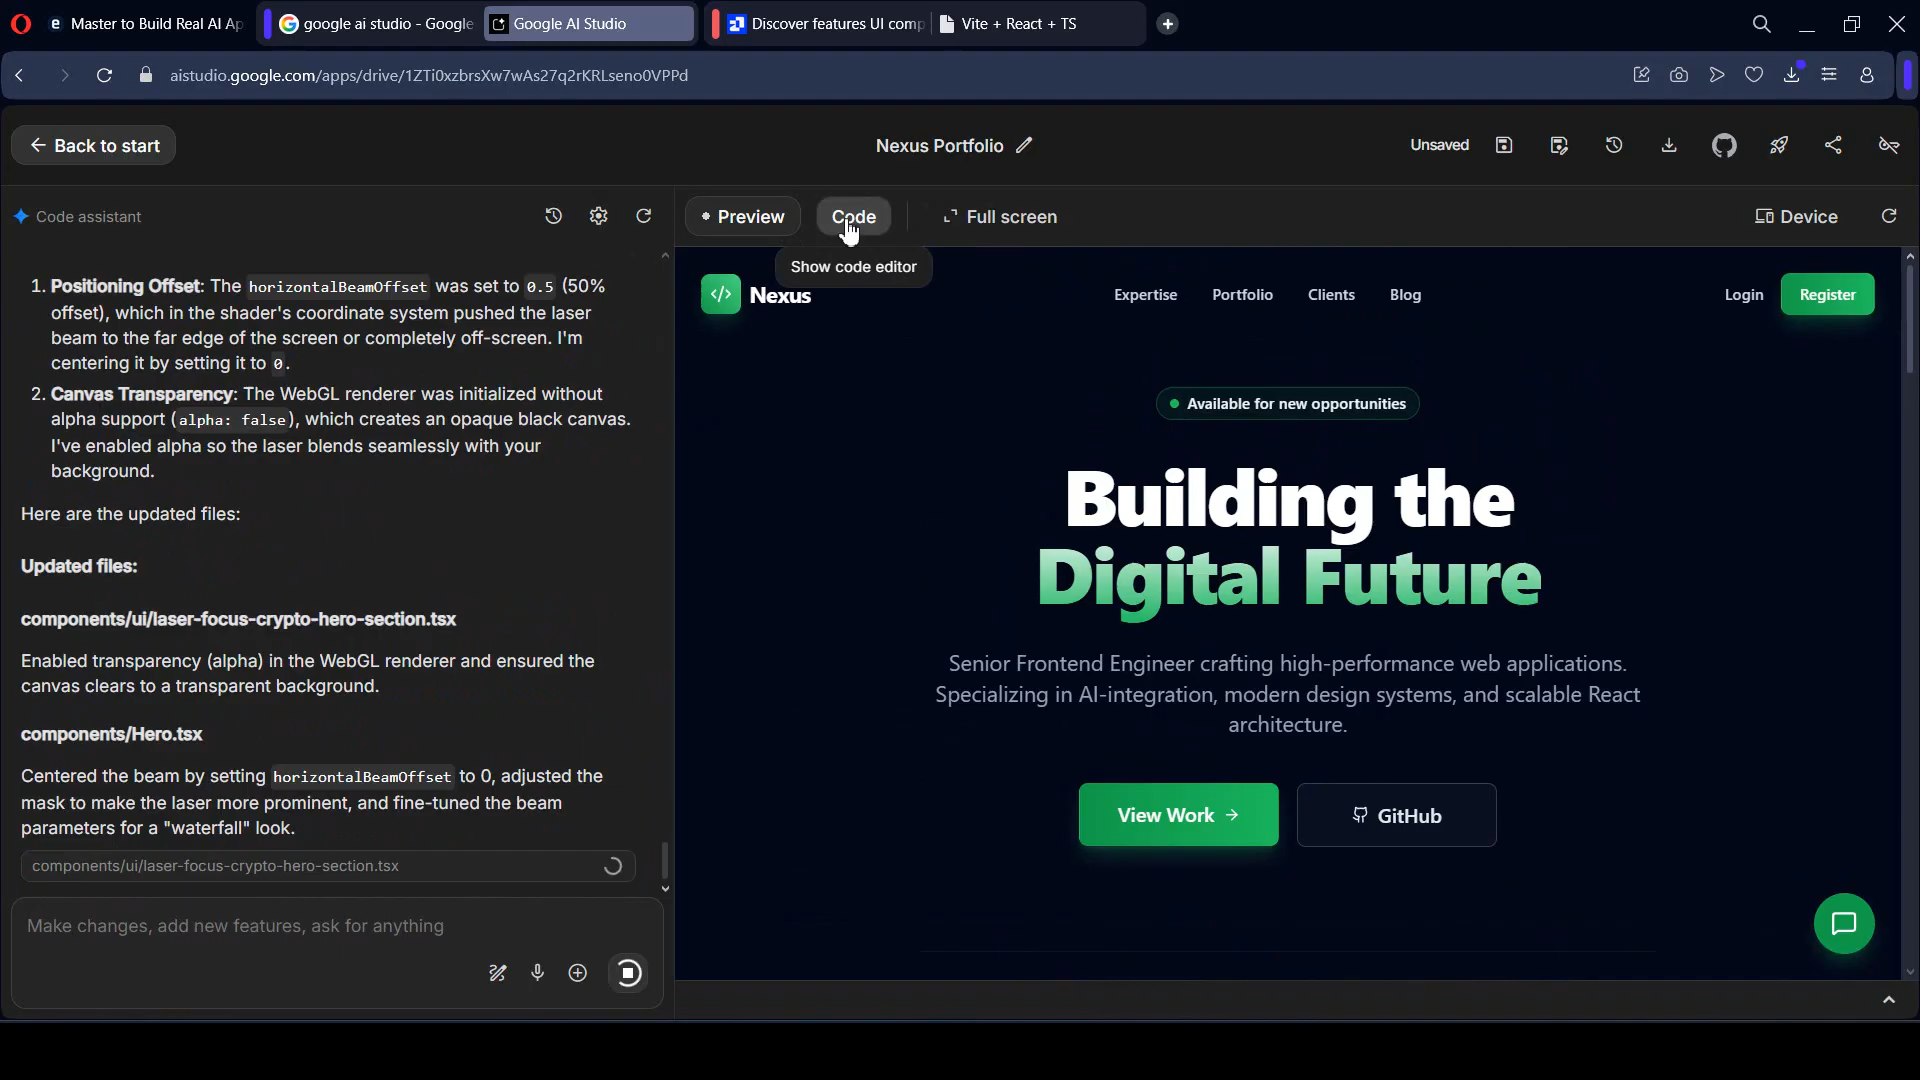 Master to Build Real AI Ap
google ai studio - Google
Google AI Studio
Discover features UI comp
Vite + React + TS
aistudio.google.com/apps/drive/1ZTi0xzbrsXw7wAs27q2rKRLseno0VPPd
Back to start
Nexus Portfolio
Unsaved
Code assistant
Preview
Code
Full screen
Device
Show code editor
1. Positioning Offset: The horizontalBeamOffset was set to 0.5 (50%
offset), which in the shader's coordinate system pushed the laser
beam to the far edge of the screen or completely off-screen. I'm
centering it by setting it to 0.
2. Canvas Transparency: The WebGL renderer was initialized without
alpha support (alpha: false), which creates an opaque black canvas.
I've enabled alpha so the laser blends seamlessly with your
background.
Here are the updated files:
Updated files:
components/ui/laser-focus-crypto-hero-section.tsx
Enabled transparency (alpha) in the WebGL renderer and ensured the
canvas clears to a transparent background.
components/Hero.tsx
Centered the beam by setting horizontalBeamOffset to 0, adjusted the
mask to make the laser more prominent, and fine-tuned the beam
parameters for a "waterfall" look.
components/ui/laser-focus-crypto-hero-section.tsx
Make changes, add new features, ask for anything
</> Nexus
Expertise
Portfolio
Clients
Blog
Login
Register
Available for new opportunities
Building the
Digital Future
Senior Frontend Engineer crafting high-performance web applications.
Specializing in AI-integration, modern design systems, and scalable React
architecture.
View Work →
GitHub